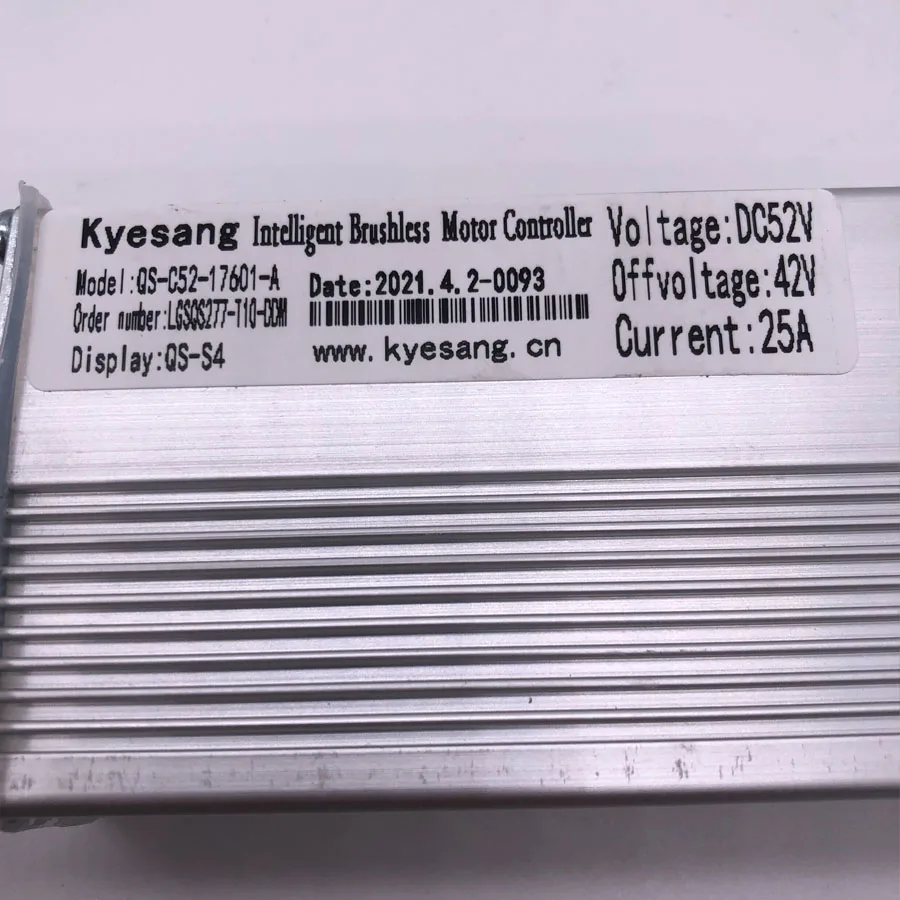 Kyesang Intelligent Brushless Motor Controller
Model:QS-C52-17601-A
Order number:LGSQS277-T10-DDM
Display:QS-S4
Date:2021.4.2-0093
www.kyesang.cn
Voltage:DC52V
Offvoltage:42V
Current:25A